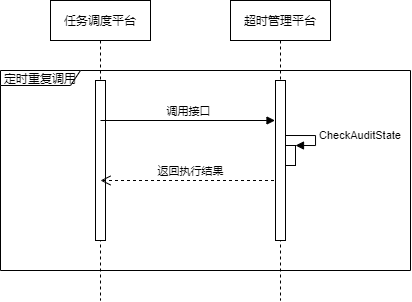 任务调度平台
超时管理平台
定时重复调用
调用接口
CheckAuditState
返回执行结果